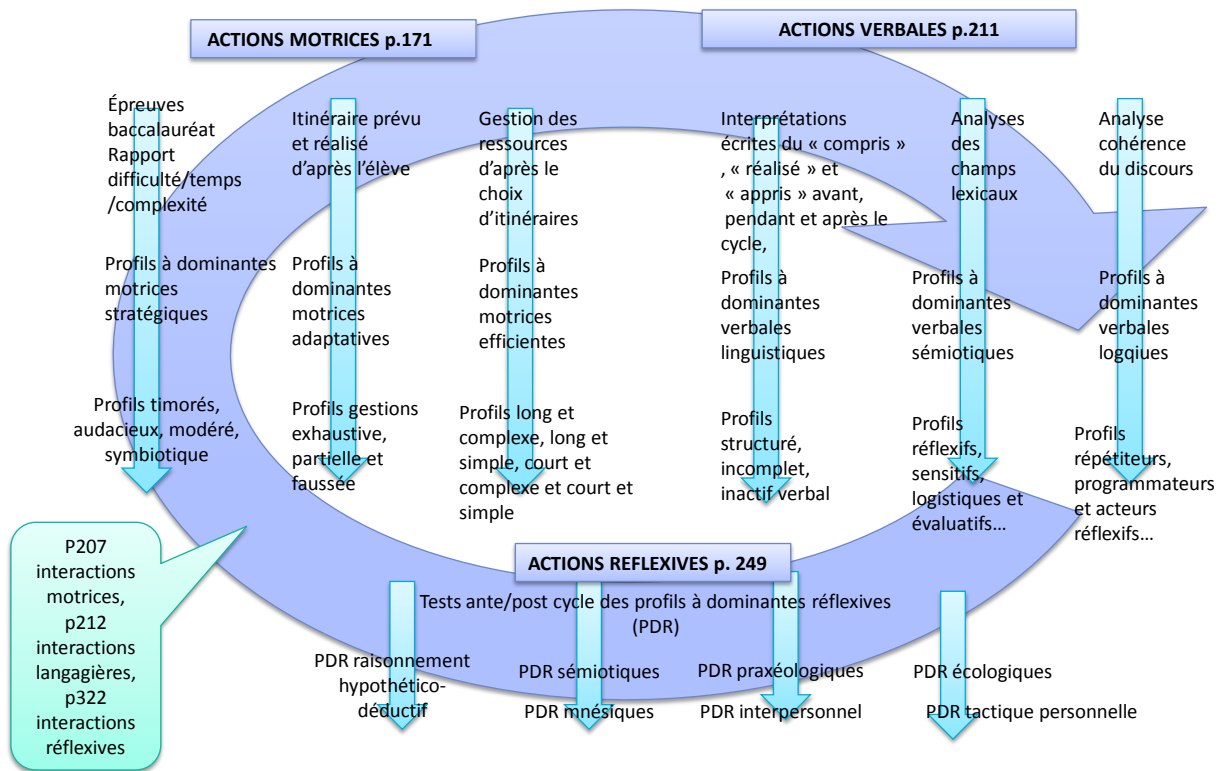 ACTIONS MOTRICES p.171
ACTIONS VERBALES p.211
Épreuves
baccalauréat
Rapport
difficulté/temps
/complexité
Itinéraire prévu
et réalisé
d’après l’élève
Gestion des
ressources
d’après le
choix
d’itinéraires
Interprétations
écrites du « compris »
, « réalisé » et
« appris » avant,
pendant et après le
cycle,
Analyses
des
champs
lexicaux
Analyse
cohérence
du discours
Profils à dominantes
motrices
stratégiques
Profils à
dominantes
motrices
adaptatives
Profils à
dominantes
motrices
efficientes
Profils à
dominantes
verbales
linguistiques
Profils à
dominantes
verbales
sémiotiques
Profils à
dominantes
verbales
logqiues
Profils timorés,
audacieux, modéré,
symbiotique
Profils gestions
exhaustive,
partielle et
faussée
Profils long et
complexe, long et
simple, court et
complexe et court et
simple
Profils
structuré,
incomplet,
inactif verbal
Profils
réflexifs,
sensitifs,
logistiques et
évaluatifs…
Profils
répétiteurs,
programmateurs
et acteurs
réflexifs…
P207
interactions
motrices,
p212
interactions
langagières,
p322
interactions
réflexives
ACTIONS REFLEXIVES p. 249
Tests ante/post cycle des profils à dominantes réflexives
(PDR)
PDR raisonnement
hypothético-
déductif
PDR sémiotiques
PDR mnésiques
PDR praxéologiques
PDR interpersonnel
PDR écologiques
PDR tactique personnelle